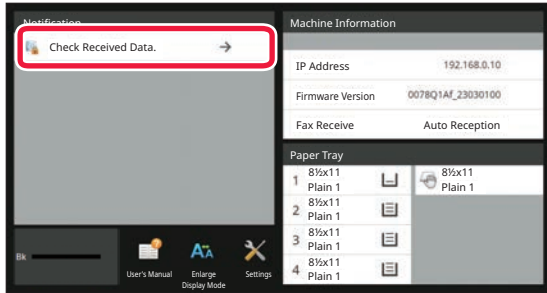 Notification
Check Received Data.
Machine Information
IP Address 192.168.0.10
Firmware Version 0078Q1Af_23030100
Fax Receive Auto Reception
Paper Tray
1 8½x11
Plain 1
8½x11
Plain 1
2 8½x11
Plain 1
3 8½x11
Plain 1
4 8½x11
Plain 1
Bk
User's Manual
Enlarge
Display Mode
Settings